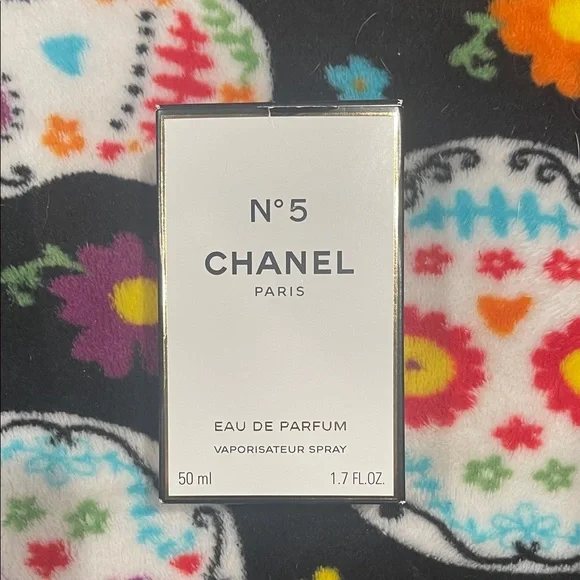 N°5
CHANEL
PARIS
EAU DE PARFUM
VAPORISATEUR SPRAY
50 ml 1.7 FL.OZ.